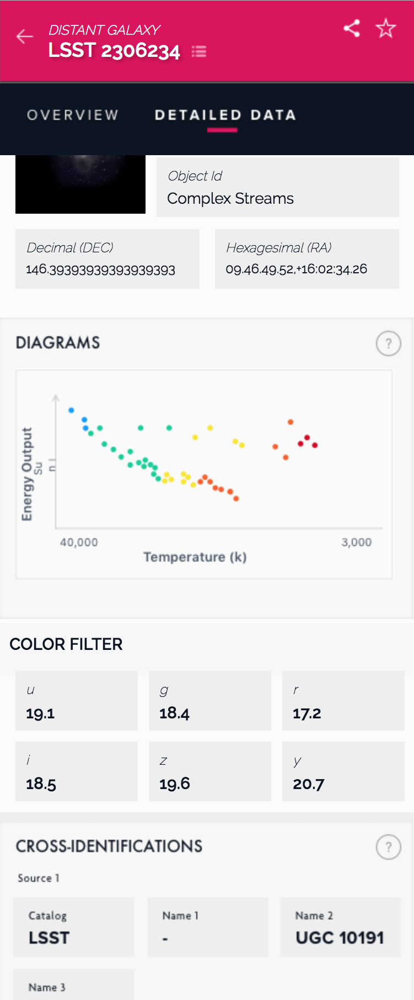 DISTANT GALAXY
LSST 2306234
OVERVIEW DETAILED DATA
Object Id
Complex Streams
Decimal (DEC) Hexagesimal (RA)
146.39393939393939393 09.46.49.52,+16:02:34.26
DIAGRAMS ?
Energy Output
Su
n
40,000 3,000
Temperature (k)
COLOR FILTER
u g r
19.1 18.4 17.2
i z y
18.5 19.6 20.7
CROSS-IDENTIFICATIONS ?
Source 1
Catalog Name 1 Name 2
LSST - UGC 10191
Name 3